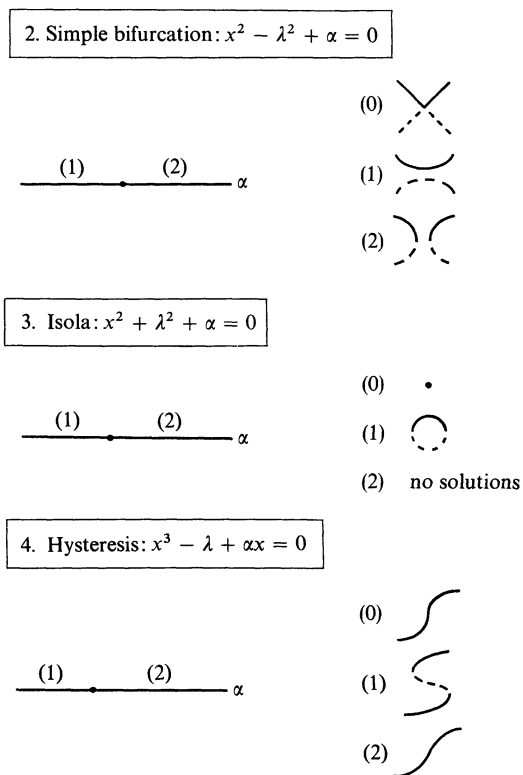 2. Simple bifurcation: x² − λ² + α = 0
(0)
(1) (2) α
(1)
(2)
3. Isola: x² + λ² + α = 0
(0)
(1) (2) α
(1)
(2) no solutions
4. Hysteresis: x³ − λ + αx = 0
(0)
(1) (2) α
(1)
(2)